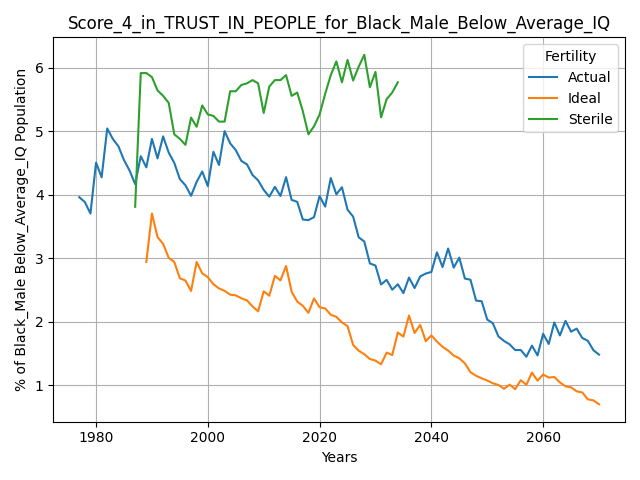 Score_4_in_TRUST_IN_PEOPLE_for_Black_Male_Below_Average_IQ
% of Black_Male Below_Average_IQ Population
6
5
4
3
2
1
Fertility
Actual
Ideal
Sterile
1980
2000
2020
2040
2060
Years